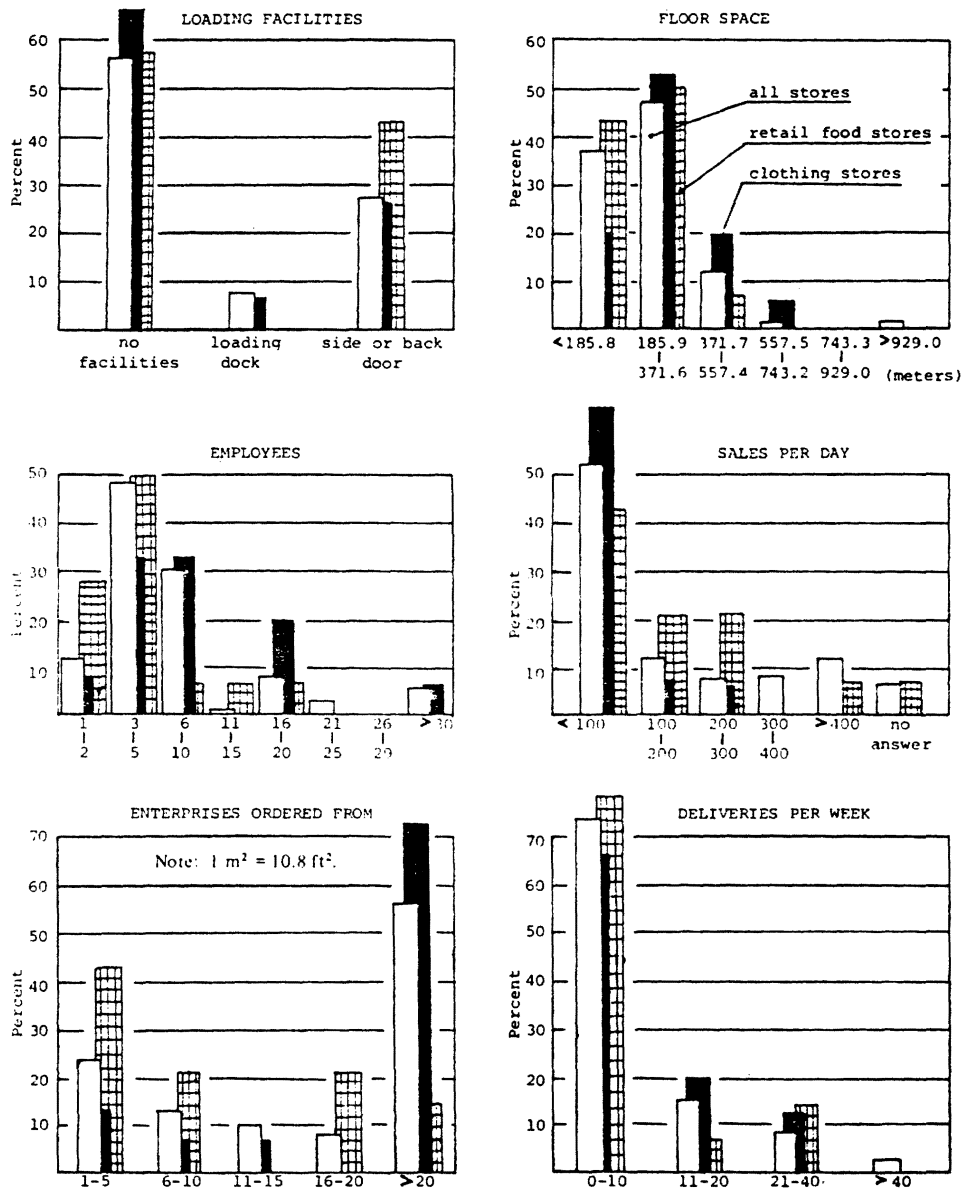 LOADING FACILITIES
60
50
40
30
20
10
Percent
no facilities
loading dock
side or back door
FLOOR SPACE
60
50
40
30
20
10
Percent
all stores
retail food stores
clothing stores
<185.8 185.9 371.7 557.5 743.3 >929.0
371.6 557.4 743.2 929.0 (meters)
EMPLOYEES
50
40
30
20
10
Percent
1 3 6 11 16 21 26 >30
2 5 10 15 20 25 29
SALES PER DAY
50
40
30
20
10
Percent
<100 100 200 300 >400 no answer
200 300 400
ENTERPRISES ORDERED FROM
Note: 1 m² = 10.8 ft².
70
60
50
40
30
20
10
Percent
1-5 6-10 11-15 16-20 >20
DELIVERIES PER WEEK
70
60
50
40
30
20
10
Percent
0-10 11-20 21-40 >40